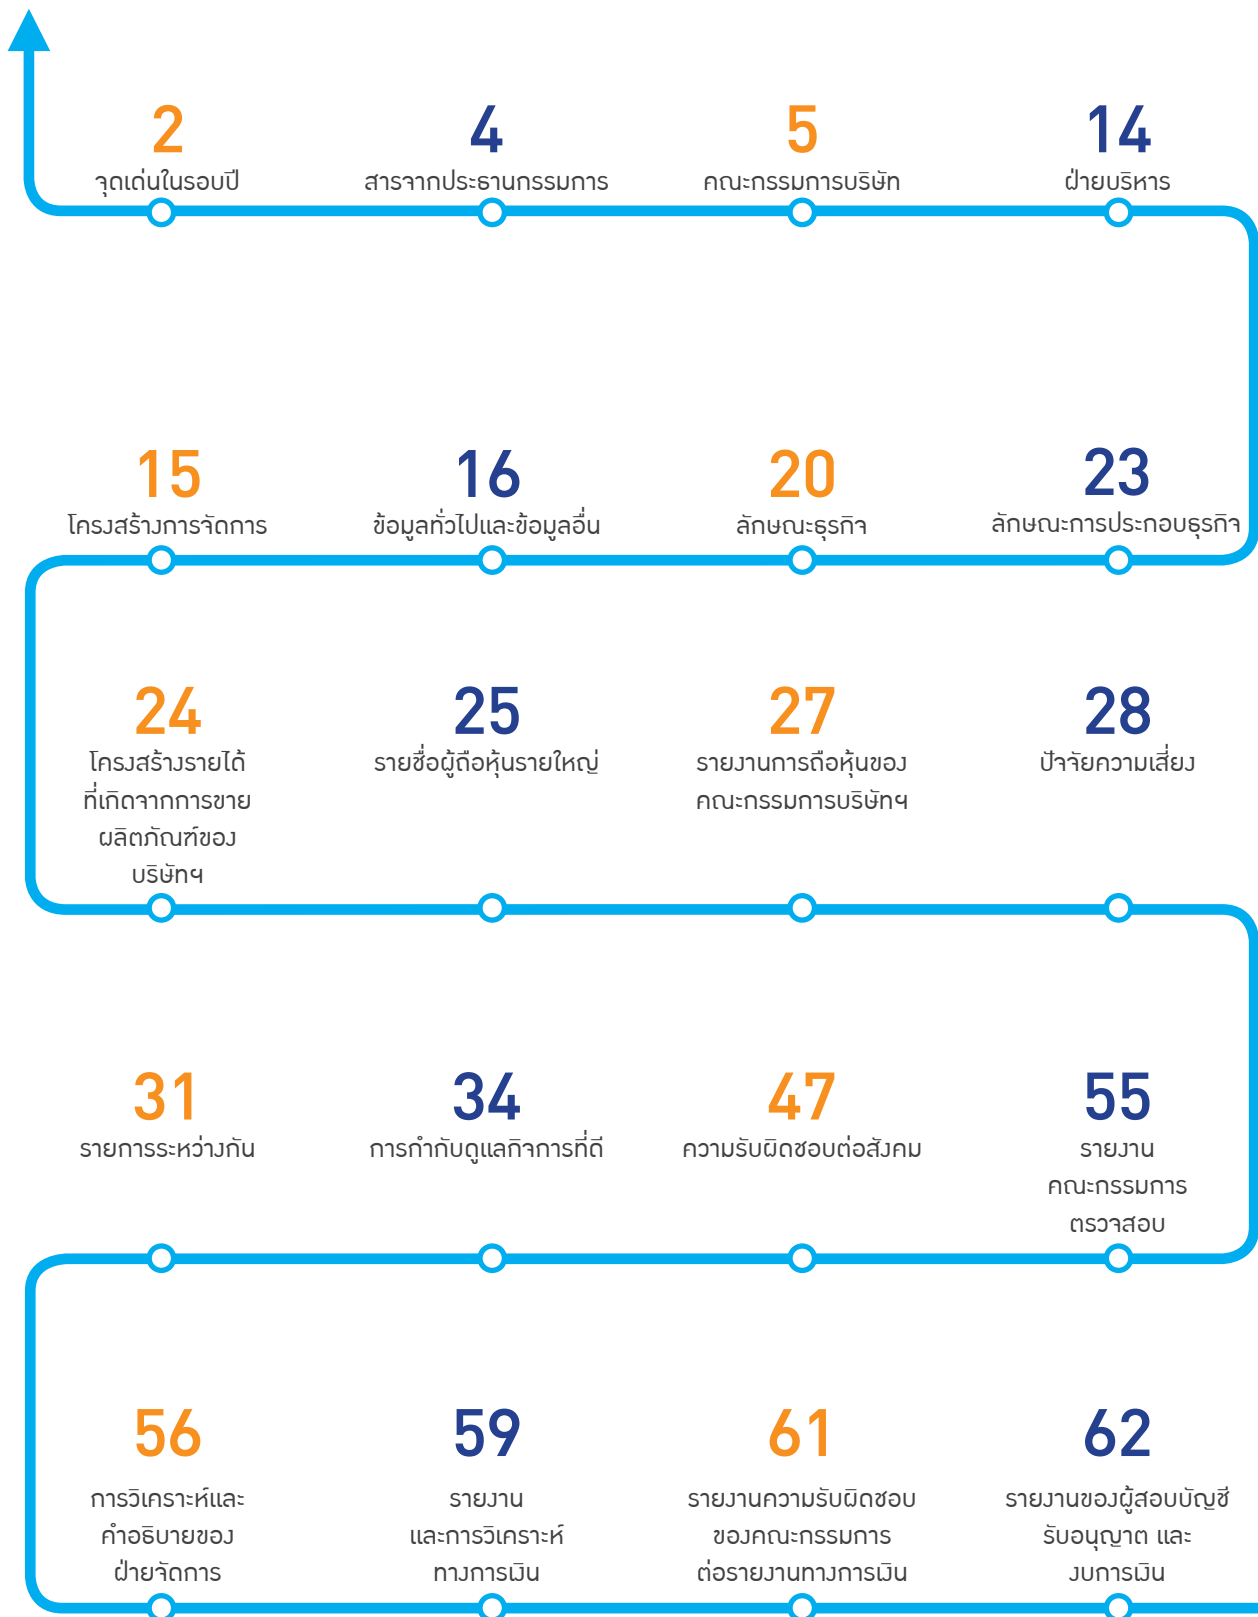 2
จุดเด่นในรอบปี
4
สารจากประธานกรรมการ
5
คณะกรรมการบริษัท
14
ฝ่ายบริหาร
15
โครงสร้างการจัดการ
16
ข้อมูลทั่วไปและข้อมูลอื่น
20
ลักษณะธุรกิจ
23
ลักษณะการประกอบธุรกิจ
24
โครงสร้างรายได้
ที่เกิดจากการขาย
ผลิตภัณฑ์ของ
บริษัทฯ
25
รายชื่อผู้ถือหุ้นรายใหญ่
27
รายงานการถือหุ้นของ
คณะกรรมการบริษัทฯ
28
ปัจจัยความเสี่ยง
31
รายการระหว่างกัน
34
การกำกับดูแลกิจการที่ดี
47
ความรับผิดชอบต่อสังคม
55
รายงาน
คณะกรรมการ
ตรวจสอบ
56
การวิเคราะห์และ
คำอธิบายของ
ฝ่ายจัดการ
59
รายงาน
และการวิเคราะห์
ทางการเงิน
61
รายงานความรับผิดชอบ
ของคณะกรรมการ
ต่อรายงานทางการเงิน
62
รายงานของผู้สอบบัญชี
รับอนุญาต และ
งบการเงิน